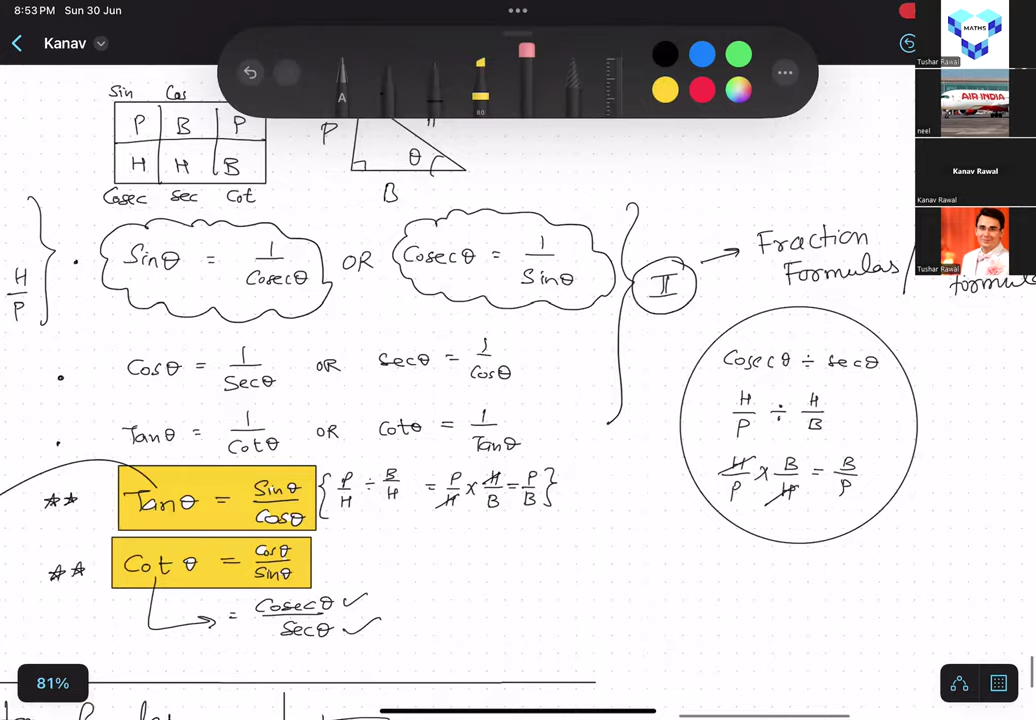 8:53 PM Sun 30 Jun
Kanav
A
80
MATHS
Tushar Rawal
AIR INDIA
neel
Kanav Rawal
Kanav Rawal
Tushar Rawal
Sin Cos
P B P
H H B
Cosec sec Cot
P
H
θ
B
H/P
• Sinθ = 1/Cosecθ OR Cosecθ = 1/Sinθ
II → Fraction Formulas /
formula
• Cosθ = 1/Secθ OR secθ = 1/Cosθ
• Tanθ = 1/Cotθ OR Cotθ = 1/Tanθ
** Tanθ = Sinθ/Cosθ { P/H ÷ B/H = P/H × H/B = P/B }
** Cot θ = Cosθ/Sinθ
= Cosecθ ✓ / Secθ ✓
Cosecθ ÷ secθ
H/P ÷ H/B
H/P × B/H = B/P
81%